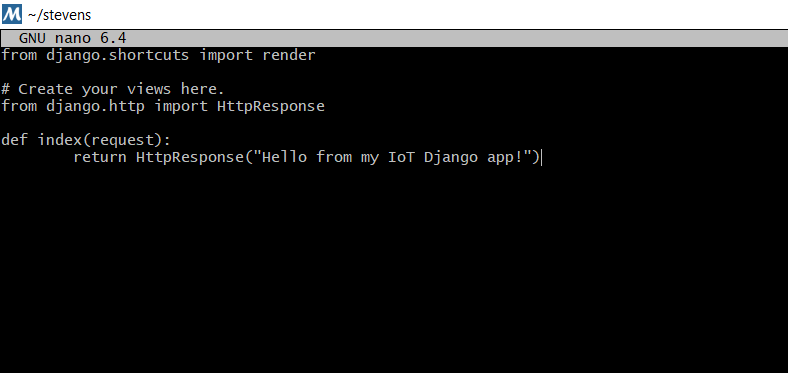 ~/stevens
GNU nano 6.4
from django.shortcuts import render
# Create your views here.
from django.http import HttpResponse
def index(request):
        return HttpResponse("Hello from my IoT Django app!")